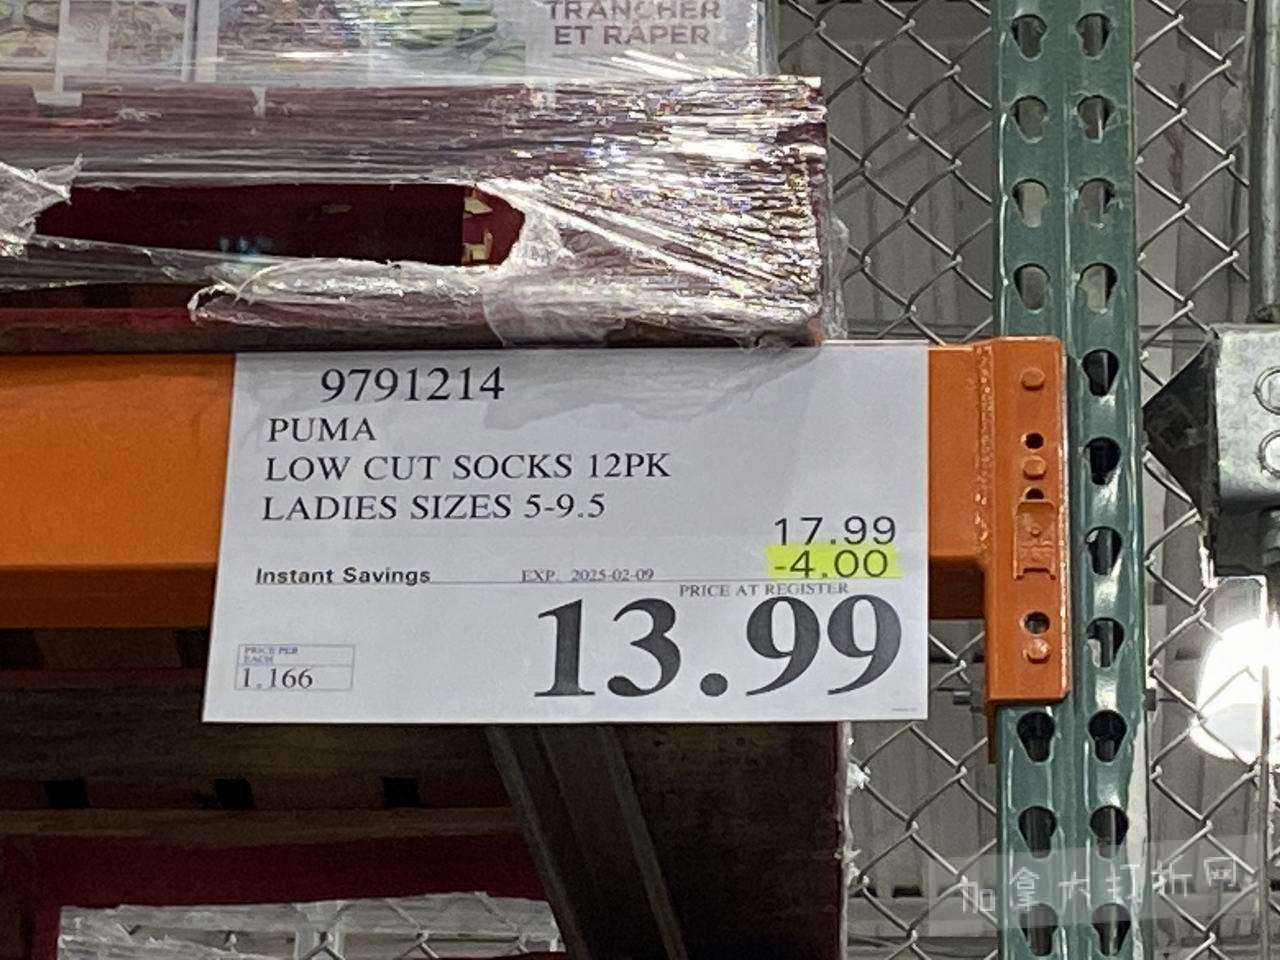 TRANCHER
ET RÂPER
9791214
PUMA
LOW CUT SOCKS 12PK
LADIES SIZES 5-9.5
17.99
-4.00
Instant Savings EXP. 2025-02-09
PRICE AT REGISTER
13.99
PRICE PER
EACH
1.166
加拿大打折网